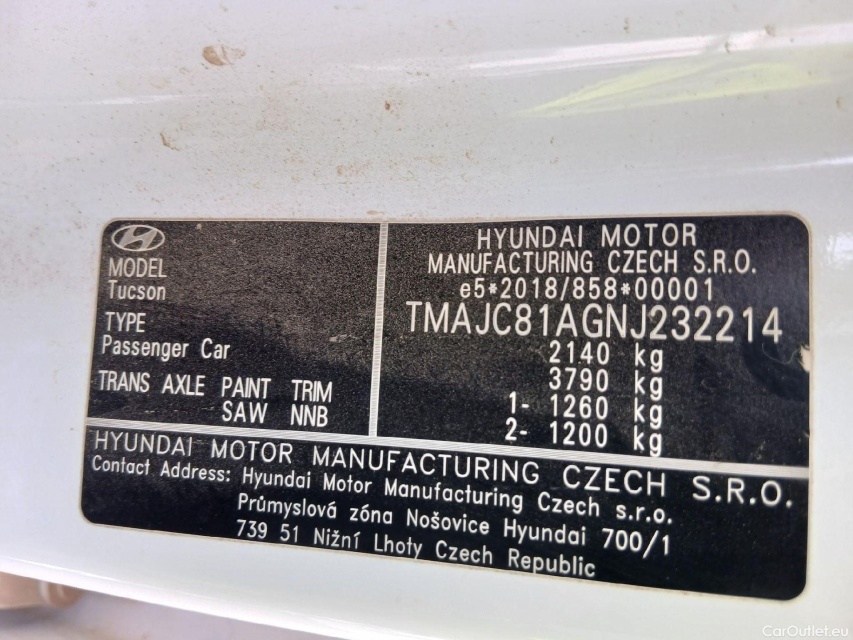 MODEL
Tucson
TYPE
Passenger Car
TRANS AXLE PAINT TRIM
SAW NNB
HYUNDAI MOTOR
MANUFACTURING CZECH S.R.O.
e5*2018/858*00001
TMAJC81AGNJ232214
2140 kg
3790 kg
1- 1260 kg
2- 1200 kg
HYUNDAI MOTOR MANUFACTURING CZECH S.R.O.
Contact Address: Hyundai Motor Manufacturing Czech s.r.o.
Průmyslová zóna Nošovice Hyundai 700/1
739 51 Nižní Lhoty Czech Republic
CarOutlet.eu